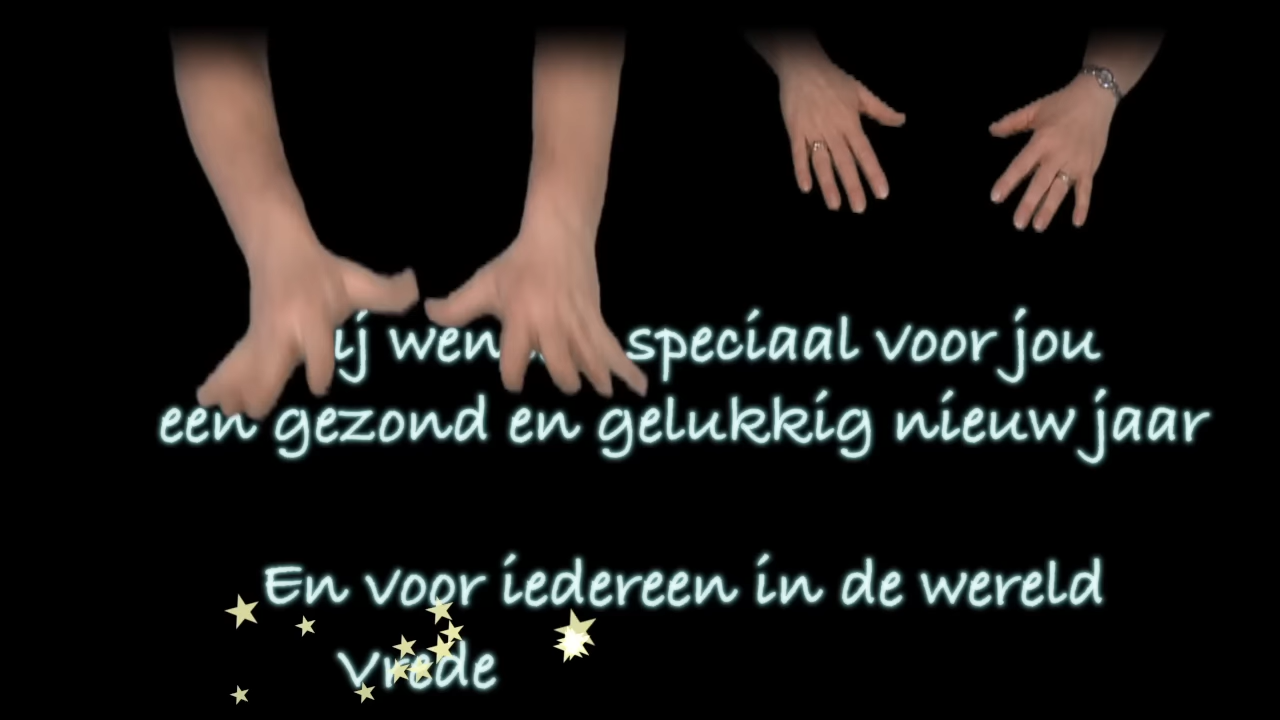 speciaal voor jou
een gezond en gelukkig nieuw jaar
En voor iedereen in de wereld
Vrede